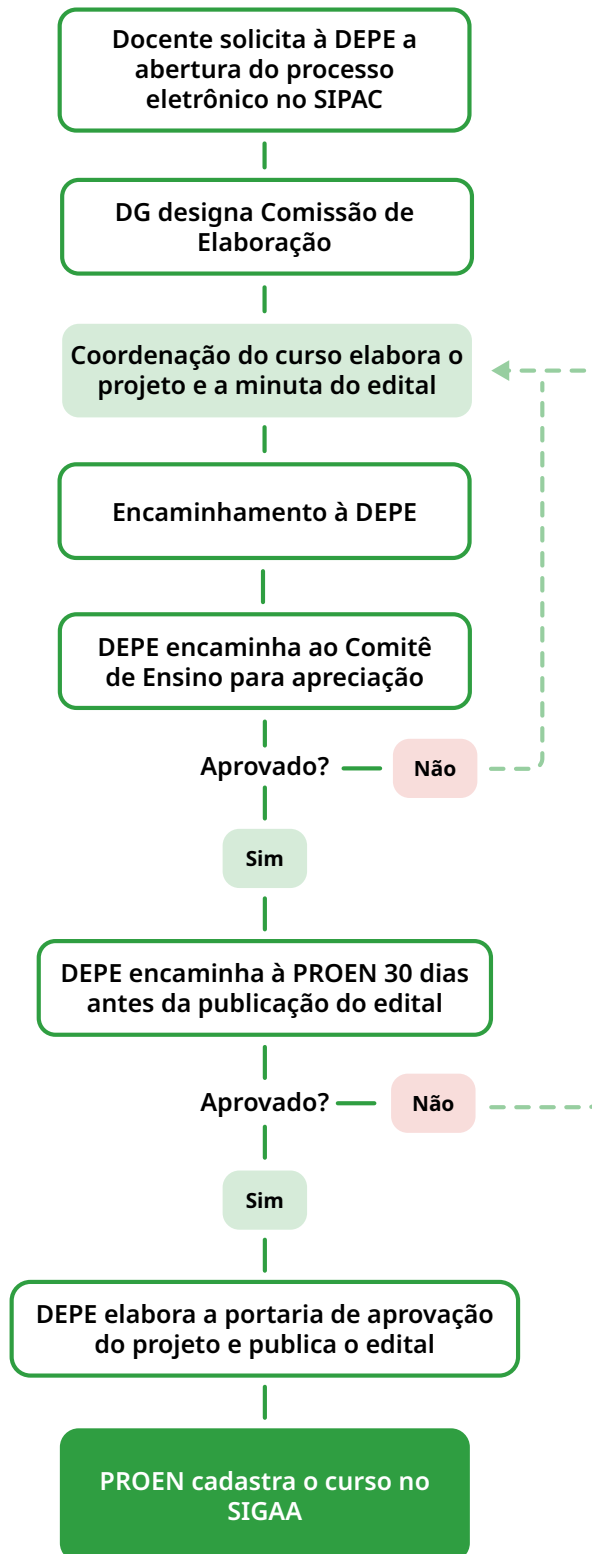 Docente solicita à DEPE a
abertura do processo
eletrônico no SIPAC
DG designa Comissão de
Elaboração
Coordenação do curso elabora o
projeto e a minuta do edital
Encaminhamento à DEPE
DEPE encaminha ao Comitê
de Ensino para apreciação
Aprovado?
Não
Sim
DEPE encaminha à PROEN 30 dias
antes da publicação do edital
Aprovado?
Não
Sim
DEPE elabora a portaria de aprovação
do projeto e publica o edital
PROEN cadastra o curso no
SIGAA